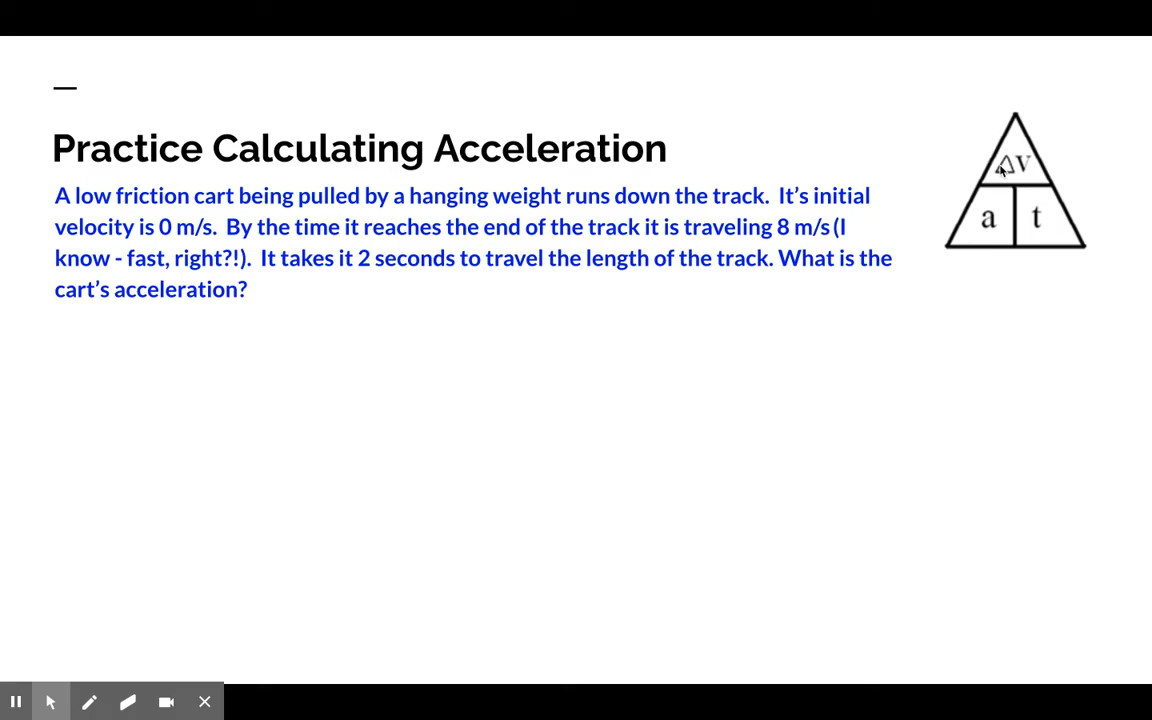 Practice Calculating Acceleration
A low friction cart being pulled by a hanging weight runs down the track.  It's initial
velocity is 0 m/s.  By the time it reaches the end of the track it is traveling 8 m/s (I
know - fast, right?!).  It takes it 2 seconds to travel the length of the track. What is the
cart's acceleration?
ΔV
a t